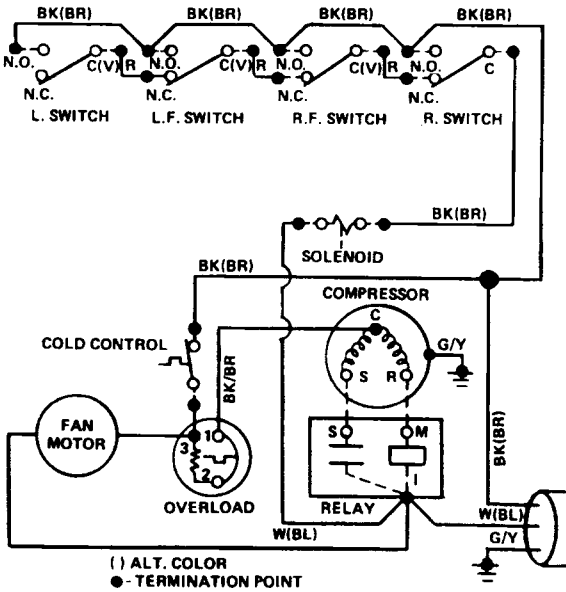 BK(BR) BK(BR) BK(BR) BK(BR)
N.O. C(V) R N.O. C(V) R N.O. C(V) R N.O. C
N.C. N.C. N.C. N.C.
L. SWITCH L.F. SWITCH R.F. SWITCH R. SWITCH
BK(BR)
SOLENOID
BK(BR)
COMPRESSOR
C
G/Y
COLD CONTROL
BK/BR
S R
BK(BR)
FAN
MOTOR
1
3
2
S M
I
OVERLOAD
RELAY
W(BL)
W(BL)
G/Y
( ) ALT. COLOR
- TERMINATION POINT